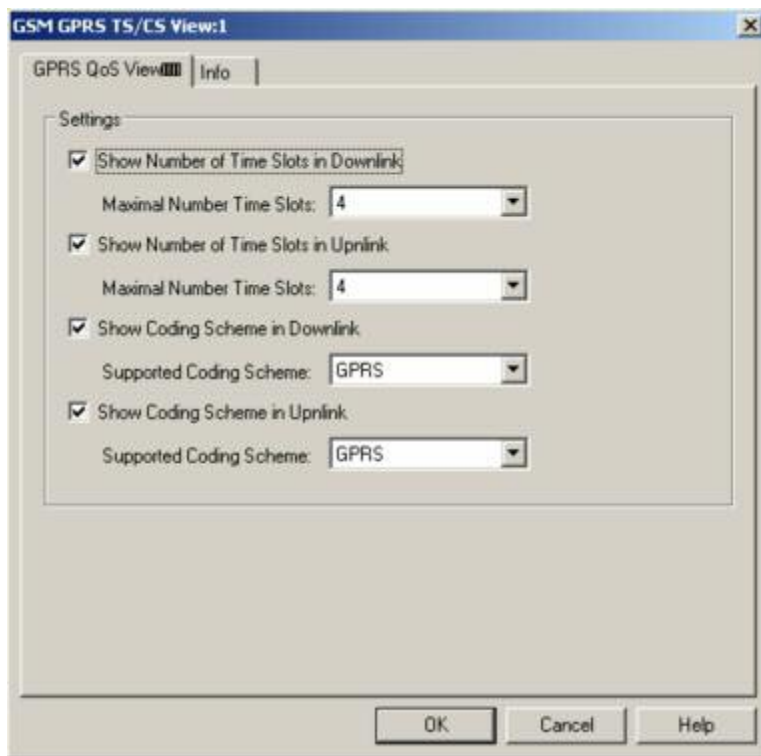 GSM GPRS TS/CS View:1
GPRS QoS View
Info
Settings
Show Number of Time Slots in Downlink
Maximal Number Time Slots: 4
Show Number of Time Slots in Upnlink
Maximal Number Time Slots: 4
Show Coding Scheme in Downlink
Supported Coding Scheme: GPRS
Show Coding Scheme in Upnlink
Supported Coding Scheme: GPRS
OK Cancel Help